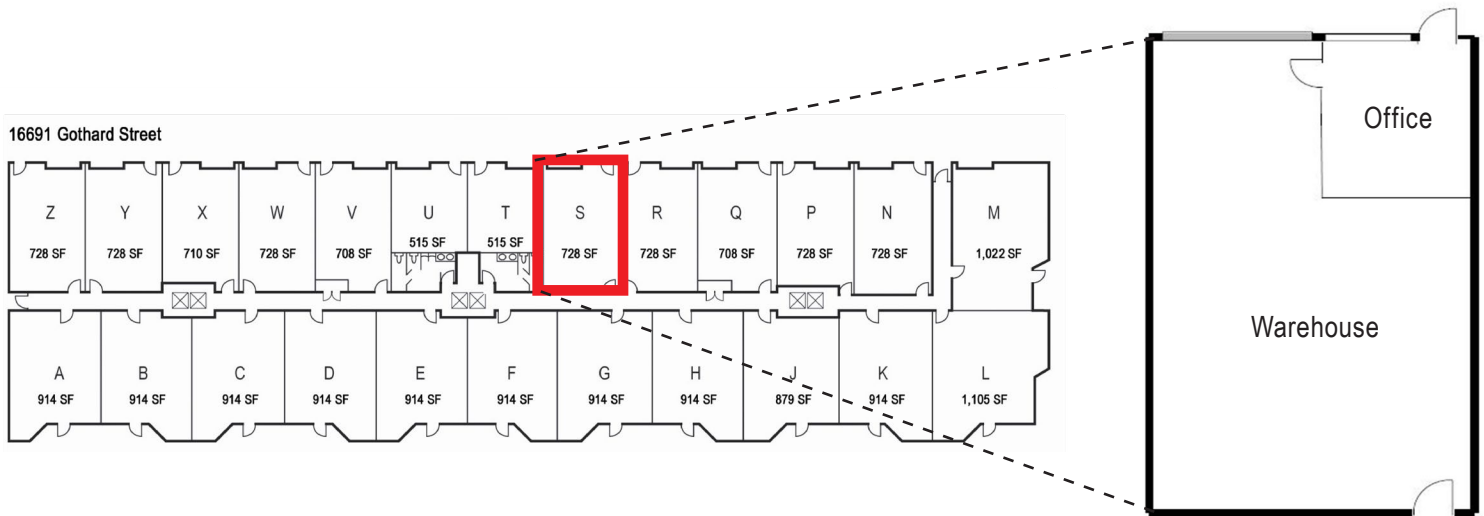 16691 Gothard Street
Office
Z Y X W V U T S R Q P N M
728 SF 728 SF 710 SF 728 SF 708 SF 515 SF 515 SF 728 SF 728 SF 708 SF 728 SF 728 SF 1,022 SF
Warehouse
A B C D E F G H J K L
914 SF 914 SF 914 SF 914 SF 914 SF 914 SF 914 SF 914 SF 879 SF 914 SF 1,105 SF